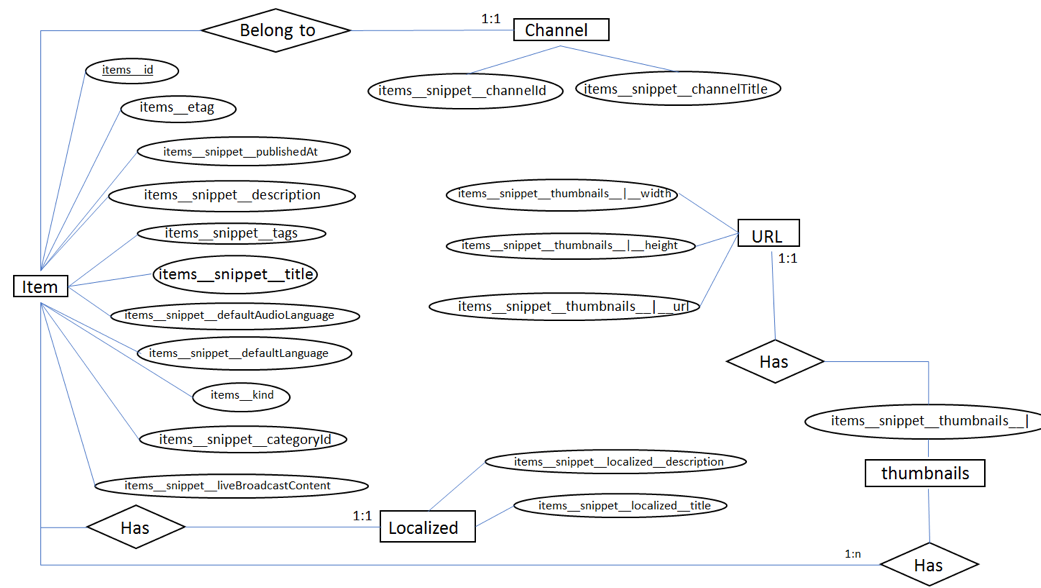 Belong to
1:1
Channel
items__id
items__snippet__channelId
items__snippet__channelTitle
items__etag
items__snippet__publishedAt
items__snippet__description
items__snippet__thumbnails__|__width
items__snippet__tags
URL
items__snippet__thumbnails__|__height
1:1
items__snippet__title
Item
items__snippet__thumbnails__|__url
items__snippet__defaultAudioLanguage
items__snippet__defaultLanguage
Has
items__kind
items__snippet__thumbnails__|
items__snippet__categoryId
items__snippet__localized__description
thumbnails
items__snippet__liveBroadcastContent
items__snippet__localized__title
1:1
Has
Localized
1:n
Has